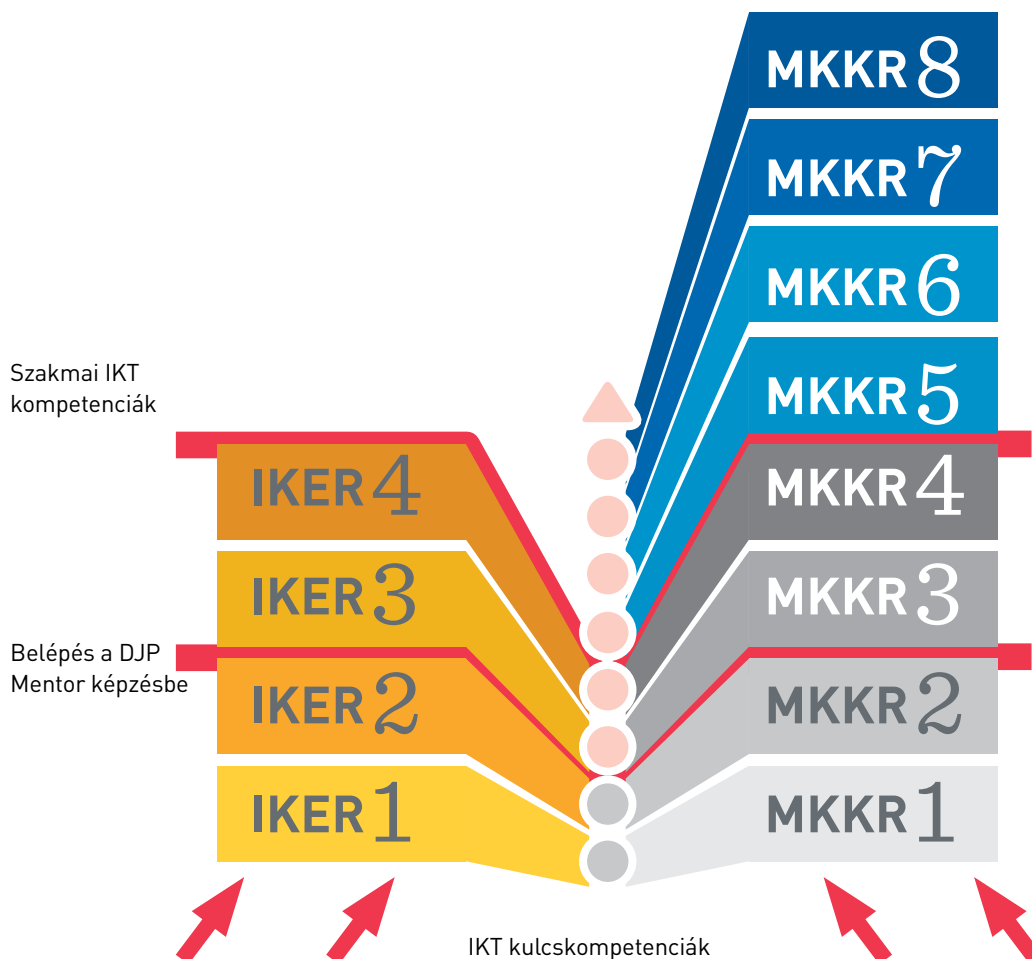 MKKR 8
MKKR 7
MKKR 6
Szakmai IKT
kompetenciák
MKKR 5
IKER 4
MKKR 4
IKER 3
MKKR 3
Belépés a DJP
Mentor képzésbe
IKER 2
MKKR 2
IKER 1
MKKR 1
IKT kulcskompetenciák